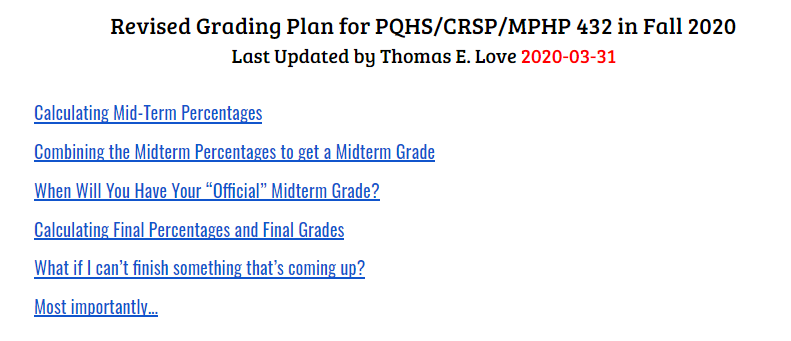 Revised Grading Plan for PQHS/CRSP/MPHP 432 in Fall 2020
Last Updated by Thomas E. Love 2020-03-31
Calculating Mid-Term Percentages
Combining the Midterm Percentages to get a Midterm Grade
When Will You Have Your “Official” Midterm Grade?
Calculating Final Percentages and Final Grades
What if I can’t finish something that’s coming up?
Most importantly…